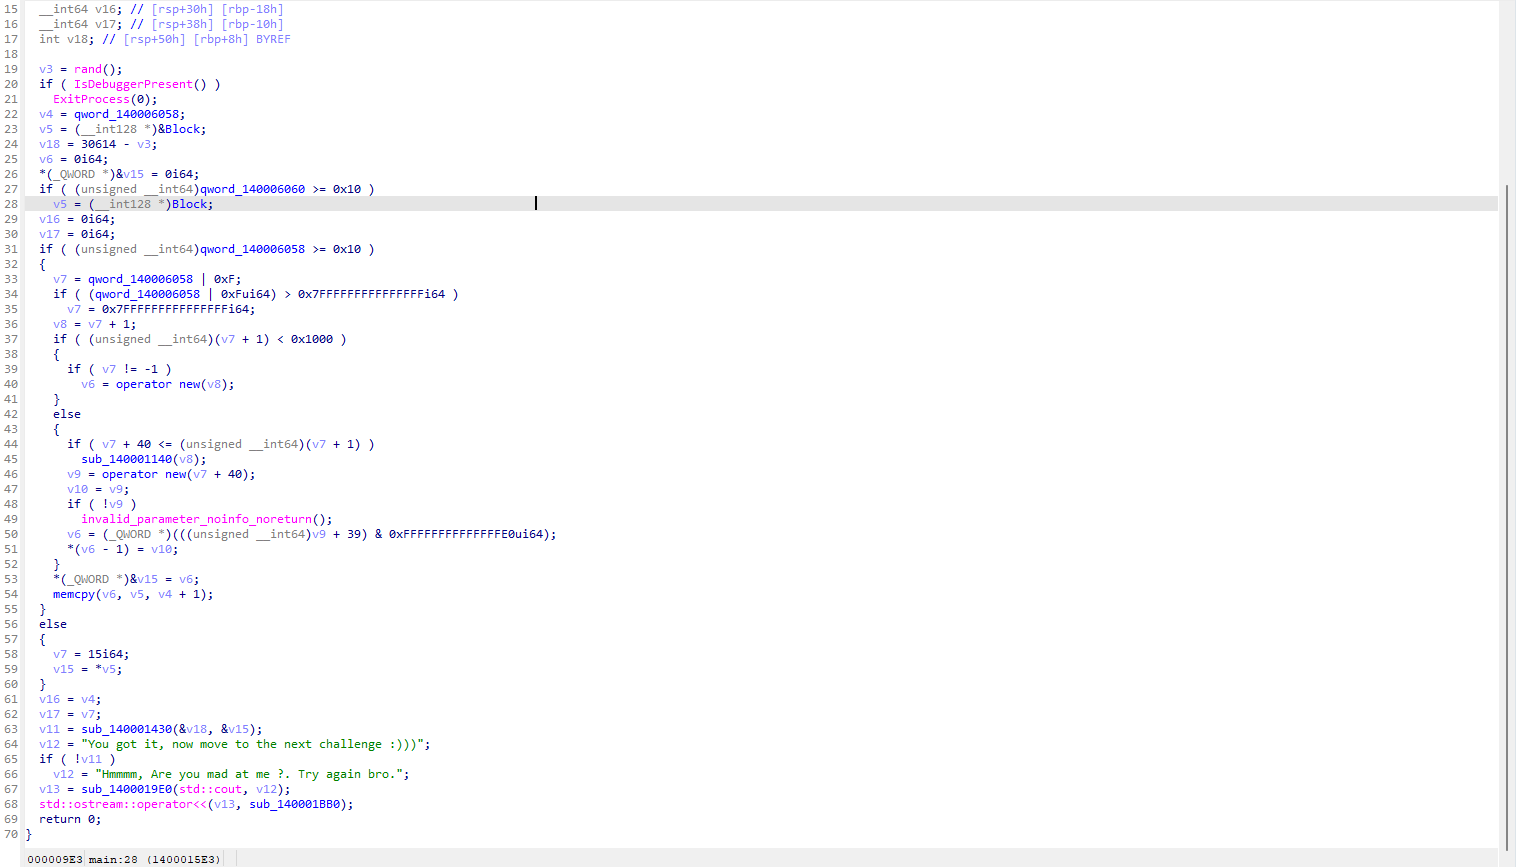 15 __int64 v16; // [rsp+30h] [rbp-18h]
16 __int64 v17; // [rsp+38h] [rbp-10h]
17 int v18; // [rsp+50h] [rbp+8h] BYREF
18
19 v3 = rand();
20 if ( IsDebuggerPresent() )
21 ExitProcess(0);
22 v4 = qword_140006058;
23 v5 = (__int128 *)&Block;
24 v18 = 30614 - v3;
25 v6 = 0i64;
26 *(_QWORD *)&v15 = 0i64;
27 if ( (unsigned __int64)qword_140006060 >= 0x10 )
28 v5 = (__int128 *)Block;
29 v16 = 0i64;
30 v17 = 0i64;
31 if ( (unsigned __int64)qword_140006058 >= 0x10 )
32 {
33 v7 = qword_140006058 | 0xF;
34 if ( (qword_140006058 | 0xFui64) > 0x7FFFFFFFFFFFFFFFi64 )
35 v7 = 0x7FFFFFFFFFFFFFFFi64;
36 v8 = v7 + 1;
37 if ( (unsigned __int64)(v7 + 1) < 0x1000 )
38 {
39 if ( v7 != -1 )
40 v6 = operator new(v8);
41 }
42 else
43 {
44 if ( v7 + 40 <= (unsigned __int64)(v7 + 1) )
45 sub_140001140(v8);
46 v9 = operator new(v7 + 40);
47 v10 = v9;
48 if ( !v9 )
49 invalid_parameter_noinfo_noreturn();
50 v6 = (_QWORD *)(((unsigned __int64)v9 + 39) & 0xFFFFFFFFFFFFFFE0ui64);
51 *(v6 - 1) = v10;
52 }
53 *(_QWORD *)&v15 = v6;
54 memcpy(v6, v5, v4 + 1);
55 }
56 else
57 {
58 v7 = 15i64;
59 v15 = *v5;
60 }
61 v16 = v4;
62 v17 = v7;
63 v11 = sub_140001430(&v18, &v15);
64 v12 = "You got it, now move to the next challenge :)))";
65 if ( !v11 )
66 v12 = "Hmmmm, Are you mad at me ?. Try again bro.";
67 v13 = sub_1400019E0(std::cout, v12);
68 std::ostream::operator<<(v13, sub_140001BB0);
69 return 0;
70 }
000009E3 main:28 (1400015E3)